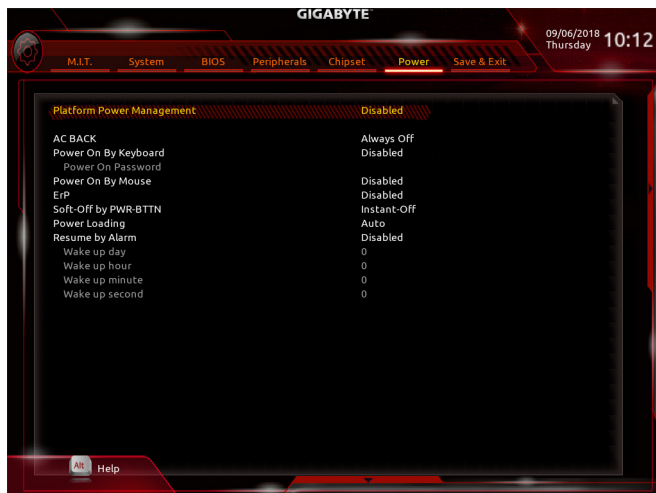 GIGABYTE™
09/06/2018 10:12
Thursday
M.I.T. System BIOS Peripherals Chipset Power Save & Exit
Platform Power Management Disabled
AC BACK Always Off
Power On By Keyboard Disabled
Power On Password
Power On By Mouse Disabled
ErP Disabled
Soft-Off by PWR-BTTN Instant-Off
Power Loading Auto
Resume by Alarm Disabled
Wake up day 0
Wake up hour 0
Wake up minute 0
Wake up second 0
Alt Help